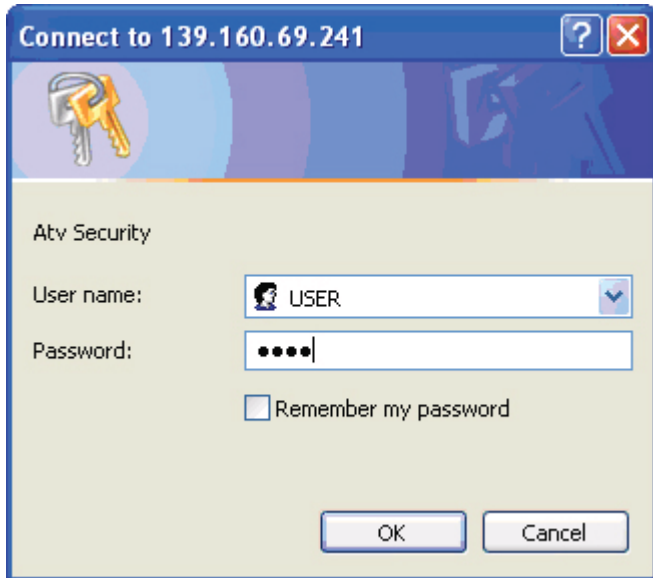 Connect to 139.160.69.241
Atv Security
User name: USER
Password: ••••
Remember my password
OK Cancel